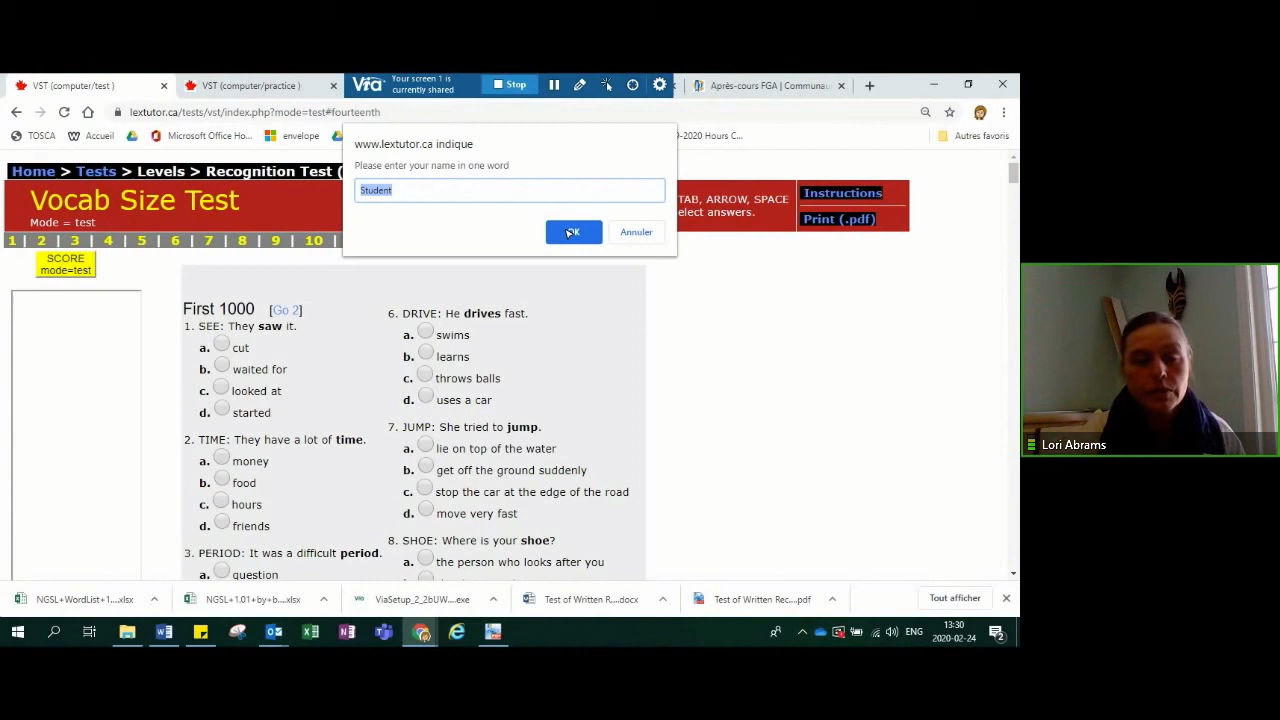 VST (computer/test )
VST (computer/practice )
Via
Your screen 1 is
currently shared
Stop
Après-cours FGA | Communau
lextutor.ca/tests/vst/index.php?mode=test#fourteenth
TOSCA
Accueil
Microsoft Office Ho...
envelope
9-2020 Hours C...
Autres favoris
www.lextutor.ca indique
Please enter your name in one word
Student
OK
Annuler
Home > Tests > Levels > Recognition Test (
Vocab Size Test
Mode = test
TAB, ARROW, SPACE
elect answers.
Instructions
Print (.pdf)
1 | 2 | 3 | 4 | 5 | 6 | 7 | 8 | 9 | 10 |
SCORE
mode=test
First 1000 [Go 2]
1. SEE: They saw it.
a. cut
b. waited for
c. looked at
d. started
2. TIME: They have a lot of time.
a. money
b. food
c. hours
d. friends
3. PERIOD: It was a difficult period.
a. question
6. DRIVE: He drives fast.
a. swims
b. learns
c. throws balls
d. uses a car
7. JUMP: She tried to jump.
a. lie on top of the water
b. get off the ground suddenly
c. stop the car at the edge of the road
d. move very fast
8. SHOE: Where is your shoe?
a. the person who looks after you
Lori Abrams
NGSL+WordList+1....xlsx
NGSL+1.01+by+b....xlsx
ViaSetup_2_2bUW....exe
Test of Written R....docx
Test of Written Rec....pdf
Tout afficher
ENG
13:30
2020-02-24
2